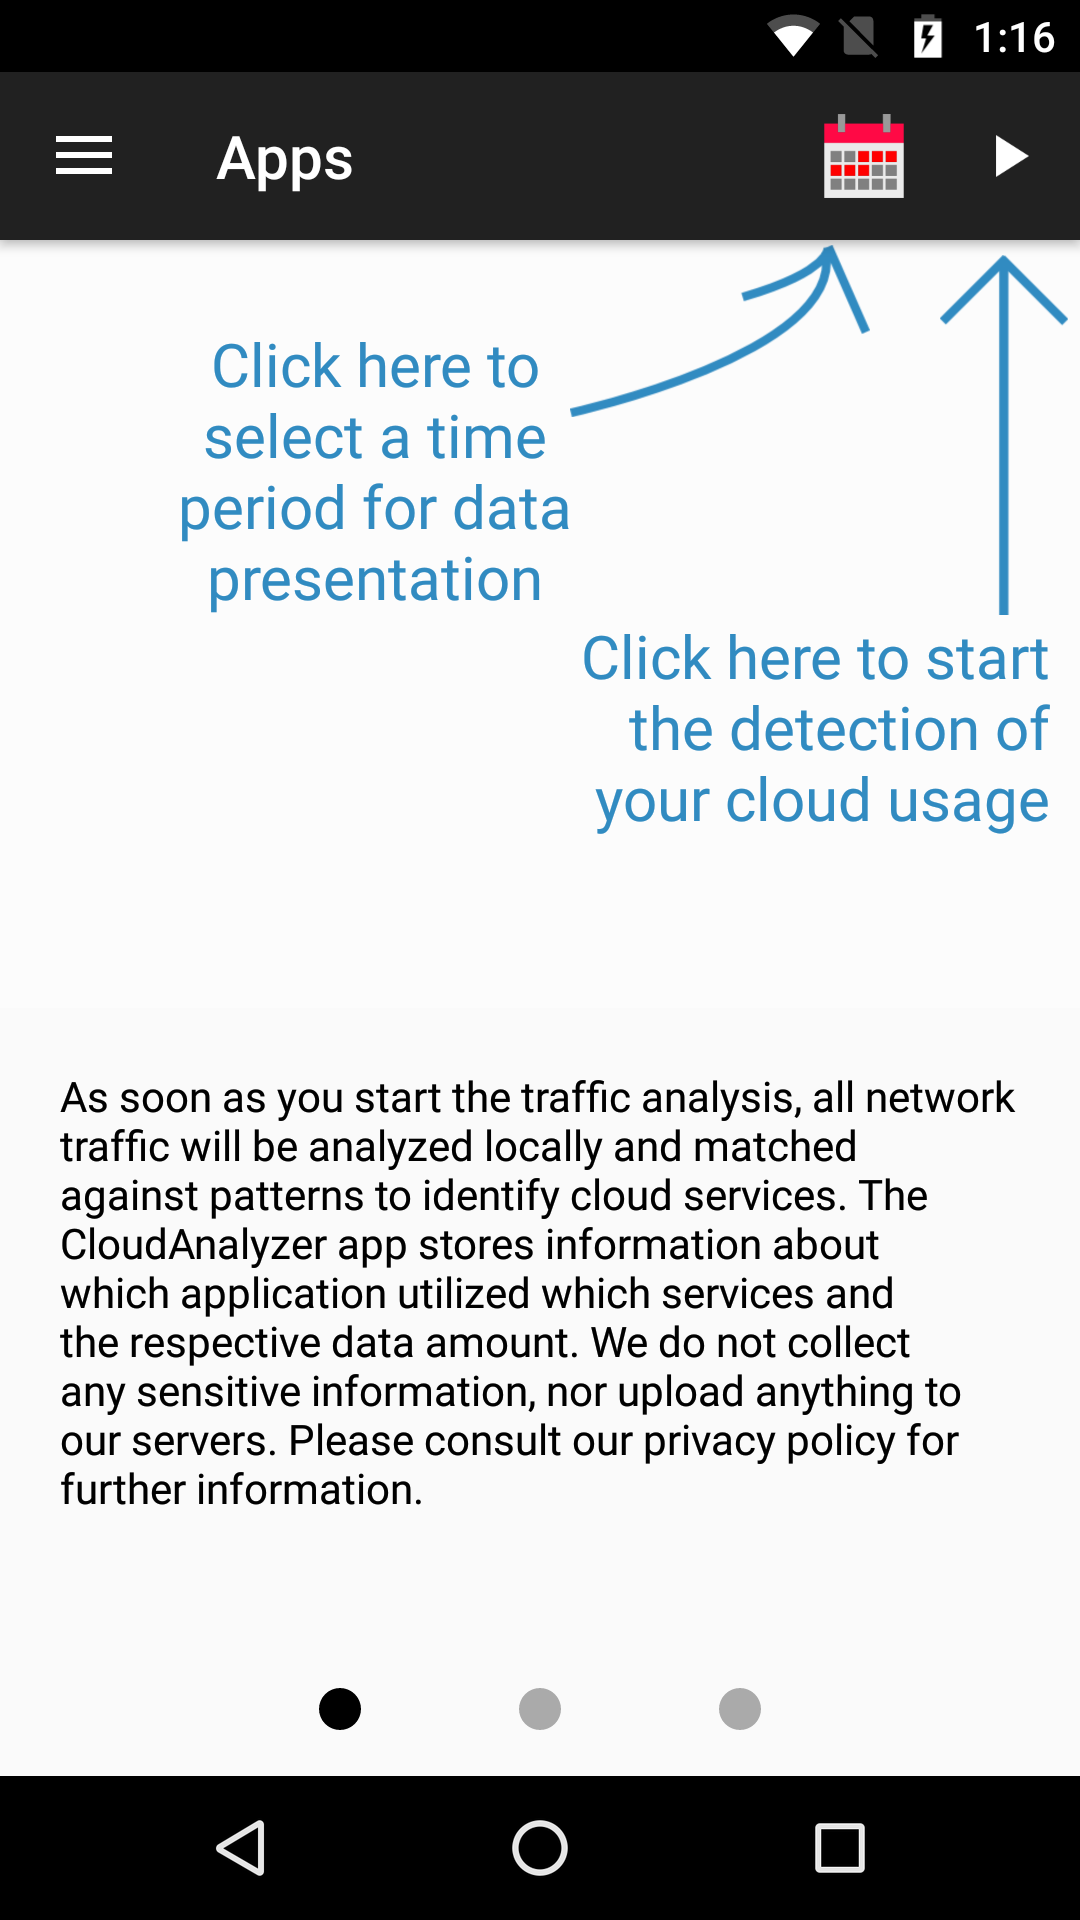 1:16
Apps
Click here to
select a time
period for data
presentation
Click here to start
the detection of
your cloud usage
As soon as you start the traffic analysis, all network
traffic will be analyzed locally and matched
against patterns to identify cloud services. The
CloudAnalyzer app stores information about
which application utilized which services and
the respective data amount. We do not collect
any sensitive information, nor upload anything to
our servers. Please consult our privacy policy for
further information.